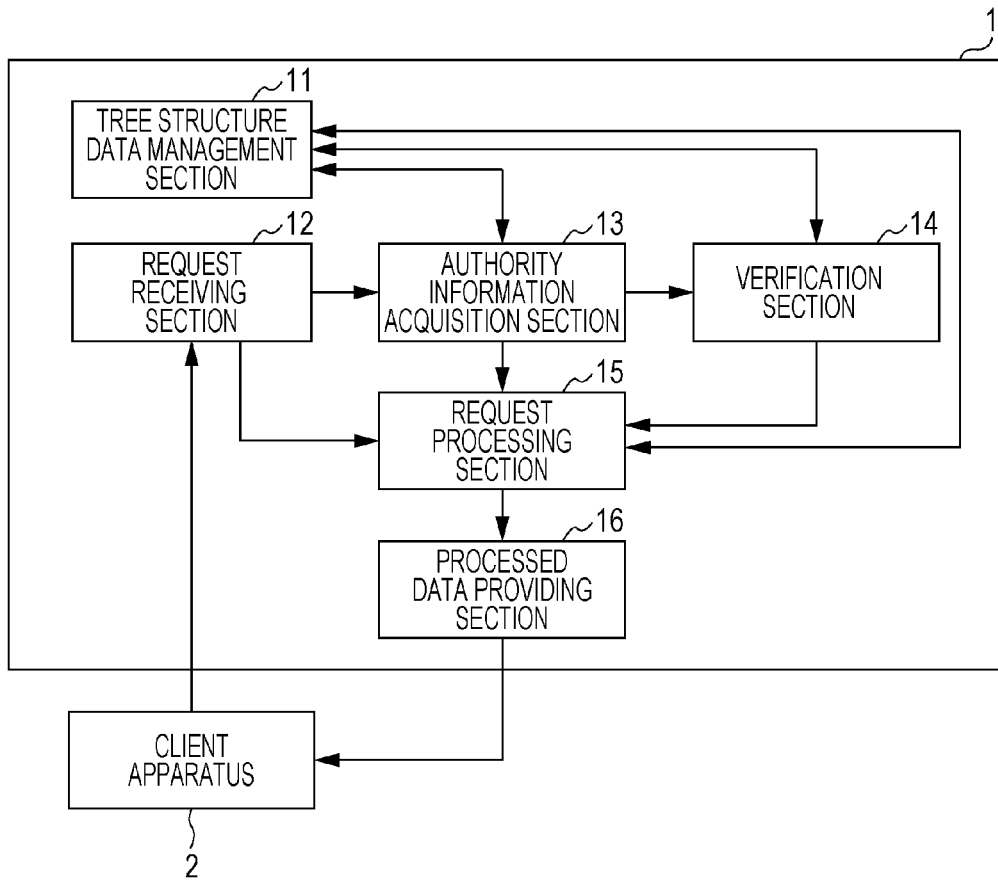 1
11
TREE STRUCTURE
DATA MANAGEMENT
SECTION
12
REQUEST
RECEIVING
SECTION
13
AUTHORITY
INFORMATION
ACQUISITION SECTION
14
VERIFICATION
SECTION
15
REQUEST
PROCESSING
SECTION
16
PROCESSED
DATA PROVIDING
SECTION
CLIENT
APPARATUS
2